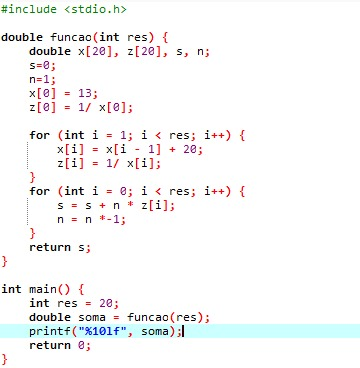 #include <stdio.h>
double funcao(int res) {
double x[20], z[20], s, n;
s=0;
n=1;
x[0] = 13;
z[0] = 1/ x[0];
for (int i = 1; i < res; i++) {
x[i] = x[i - 1] + 20;
z[i] = 1/ x[i];
}
for (int i = 0; i < res; i++) {
s = s + n * z[i];
n = n *-1;
}
return s;
}
int main() {
int res = 20;
double soma = funcao(res);
printf("%10lf", soma);
return 0;
}